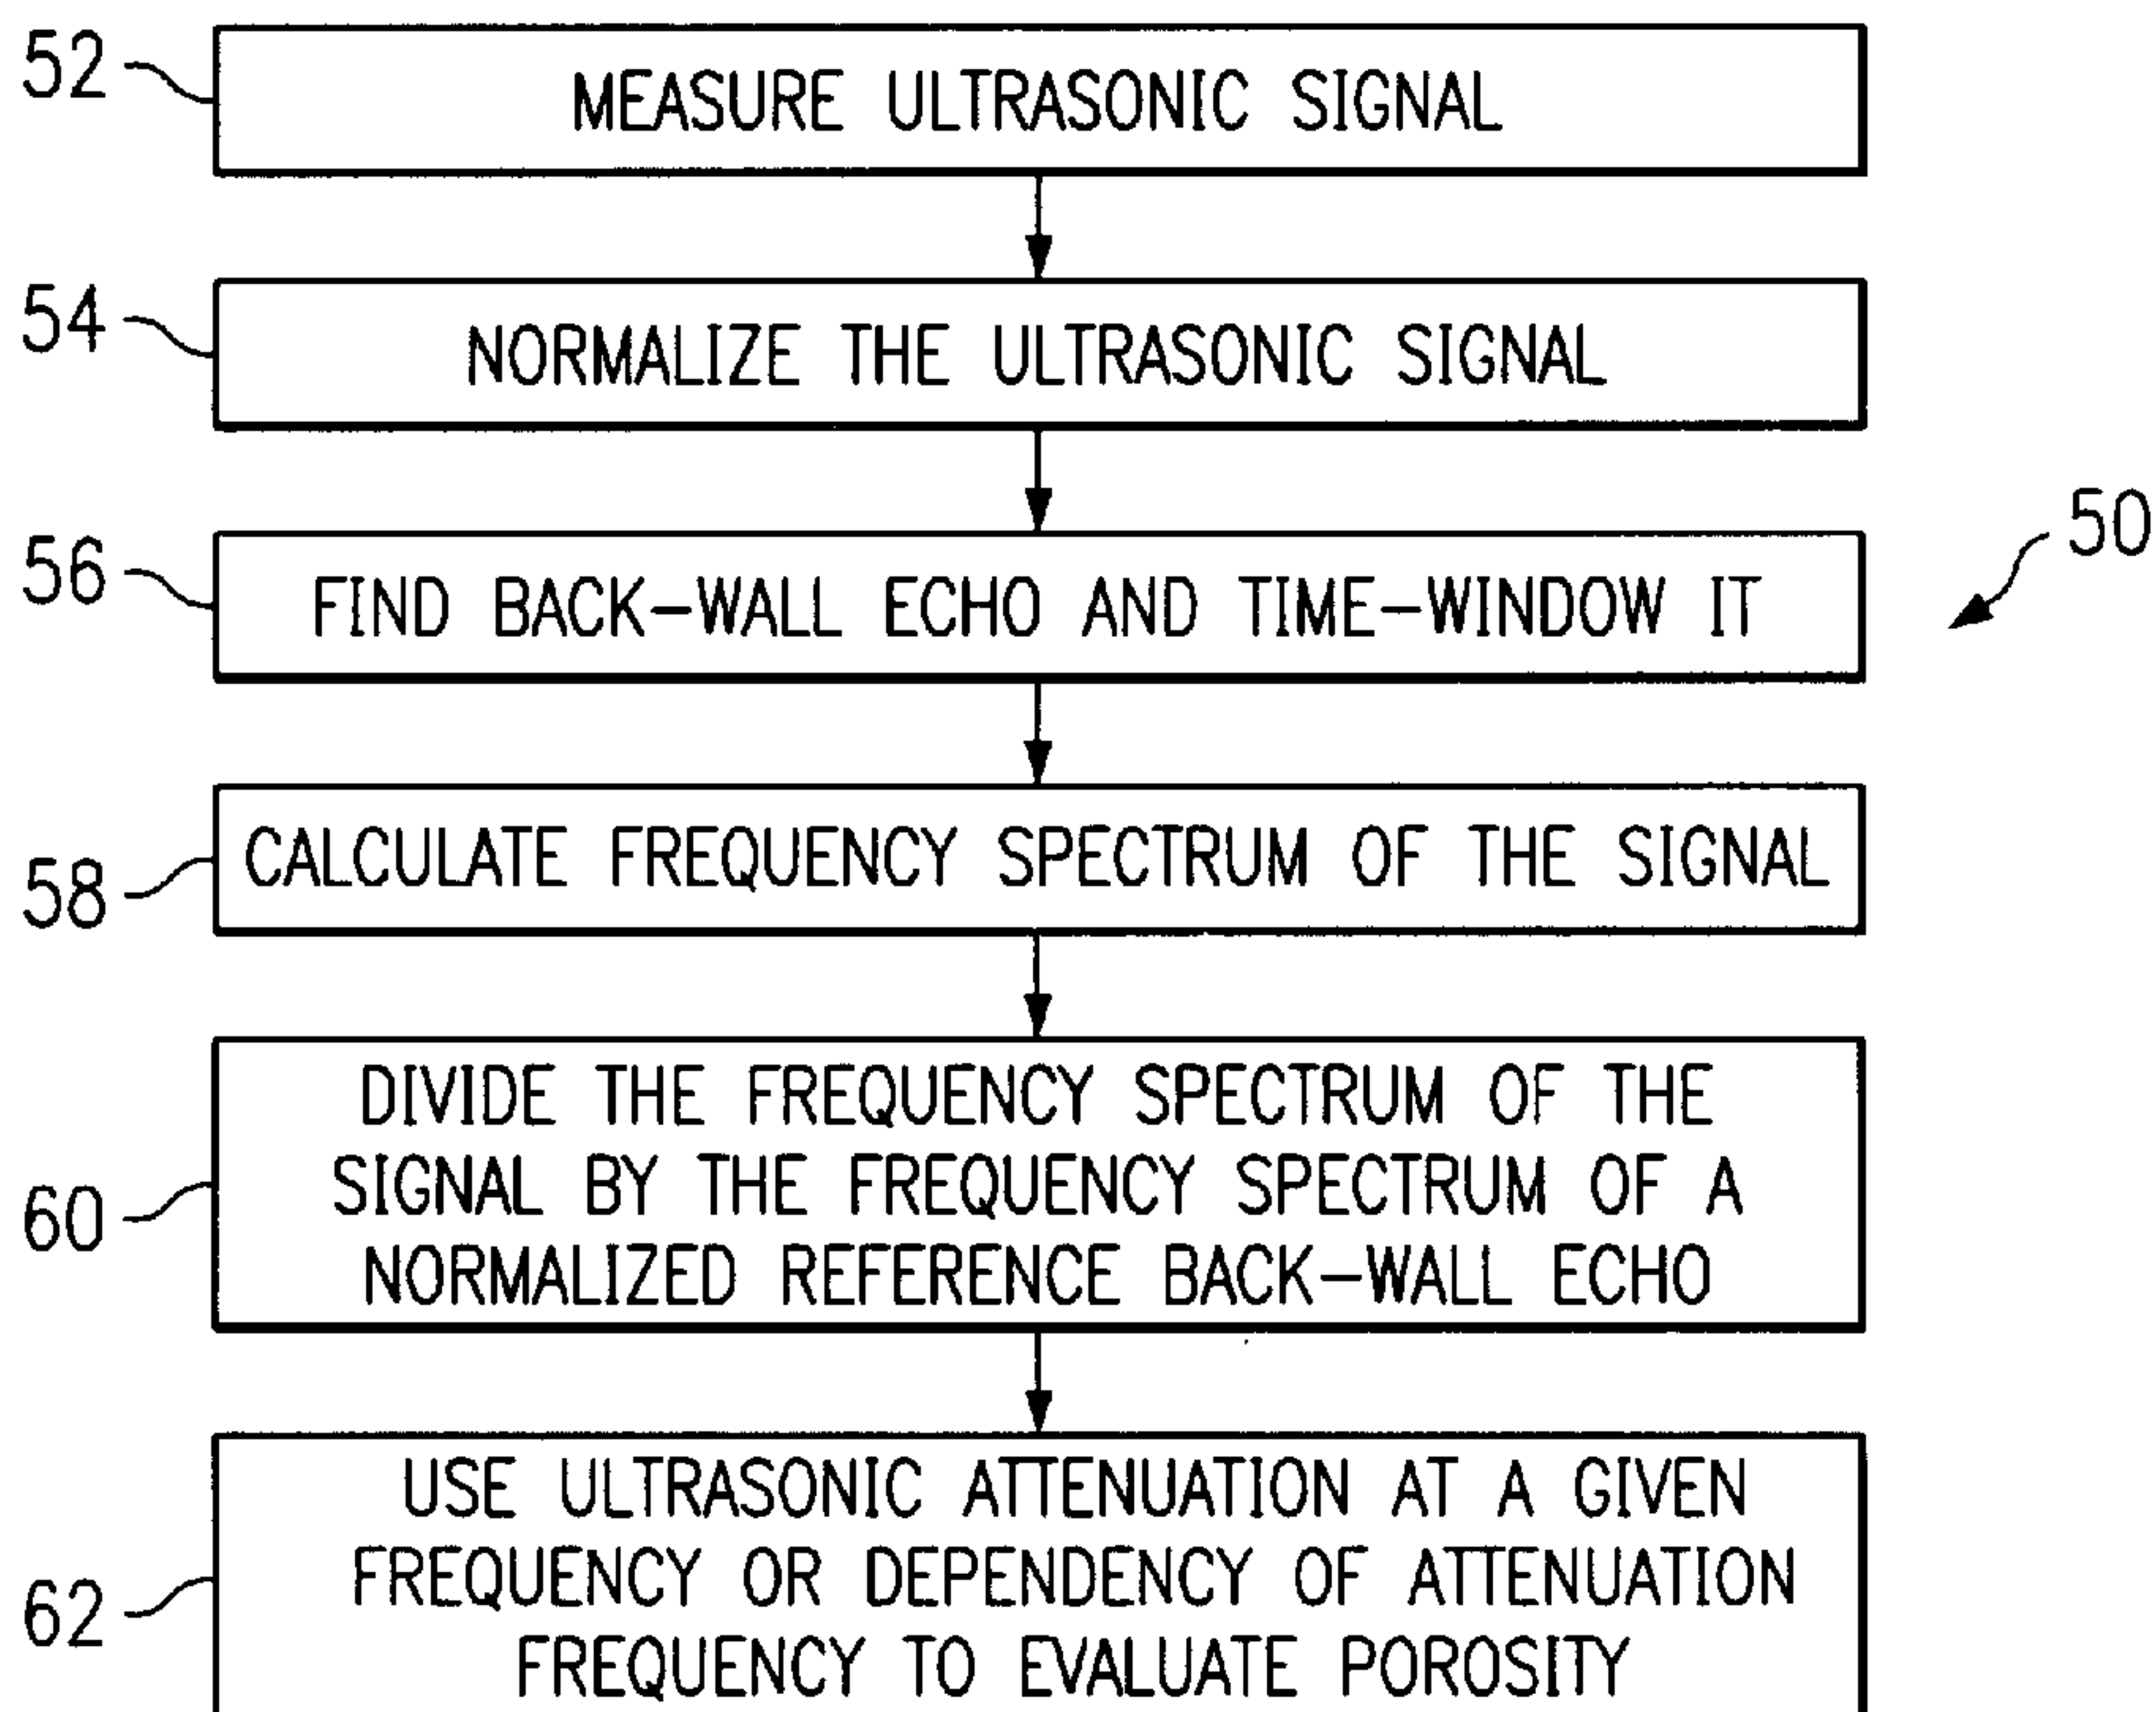 52
MEASURE ULTRASONIC SIGNAL
54
NORMALIZE THE ULTRASONIC SIGNAL
56
FIND BACK-WALL ECHO AND TIME-WINDOW IT
50
58
CALCULATE FREQUENCY SPECTRUM OF THE SIGNAL
60
DIVIDE THE FREQUENCY SPECTRUM OF THE
SIGNAL BY THE FREQUENCY SPECTRUM OF A
NORMALIZED REFERENCE BACK-WALL ECHO
62
USE ULTRASONIC ATTENUATION AT A GIVEN
FREQUENCY OR DEPENDENCY OF ATTENUATION
FREQUENCY TO EVALUATE POROSITY